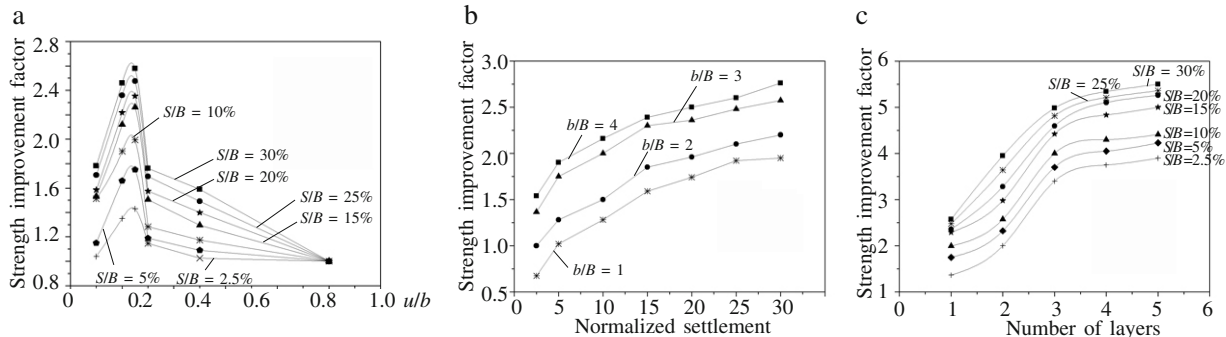 a
Strength improvement factor
2.8
2.4
2.0
1.6
1.2
0.8
0
0.2
0.4
0.6
0.8
1.0
u/b
S/B = 10%
S/B = 30%
S/B = 20%
S/B = 25%
S/B = 15%
S/B = 5%
S/B = 2.5%
b
Strength improvement factor
3.0
2.5
2.0
1.5
1.0
0.5
5
10
15
20
25
30
Normalized settlement
b/B = 3
b/B = 4
b/B = 2
b/B = 1
c
Strength improvement factor
6
5
4
3
2
1
0
1
2
3
4
5
6
Number of layers
S/B = 30%
S/B = 25%
S/B=20%
S/B=15%
S/B=10%
S/B=5%
S/B=2.5%